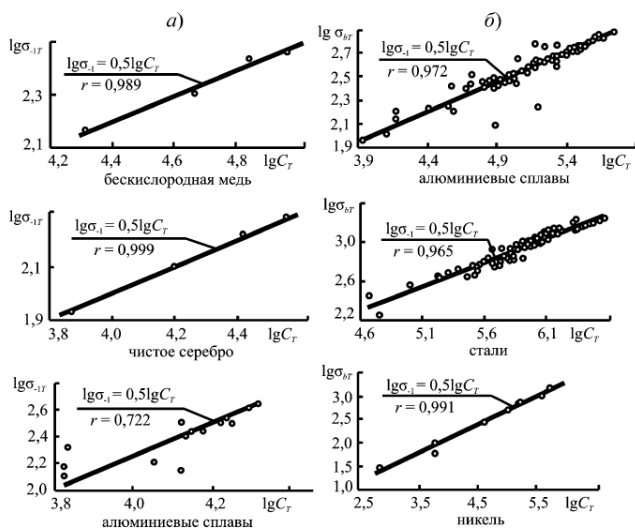 а)
lgσ-1T
lgσ-1 = 0,5lgCT
r = 0,989
2,3
2,1
4,2 4,4 4,6 4,8 lgCT
бескислородная медь
lgσ-1T
lgσ-1 = 0,5lgCT
r = 0,999
2,1
1,9
3,8 4,0 4,2 4,4 lgCT
чистое серебро
lgσ-1T
lgσ-1 = 0,5lgCT
2,6
r = 0,722
2,4
2,2
2,0
4,0 4,2 lgCT
алюминиевые сплавы
б)
lg σbT
2,7
lgσ-1 = 0,5lgCT
2,5
r = 0,972
2,3
2,1
1,9
3,9 4,4 4,9 5,4 lgCT
алюминиевые сплавы
lgσbT
lgσ-1 = 0,5lgCT
3,0
r = 0,965
2,6
2,2
4,6 5,1 5,6 6,1 lgCT
стали
lgσbT
lgσ-1 = 0,5lgCT
3,0
r = 0,991
2,5
2,0
1,5
1,0
2,5 3,5 4,5 5,5 lgCT
никель